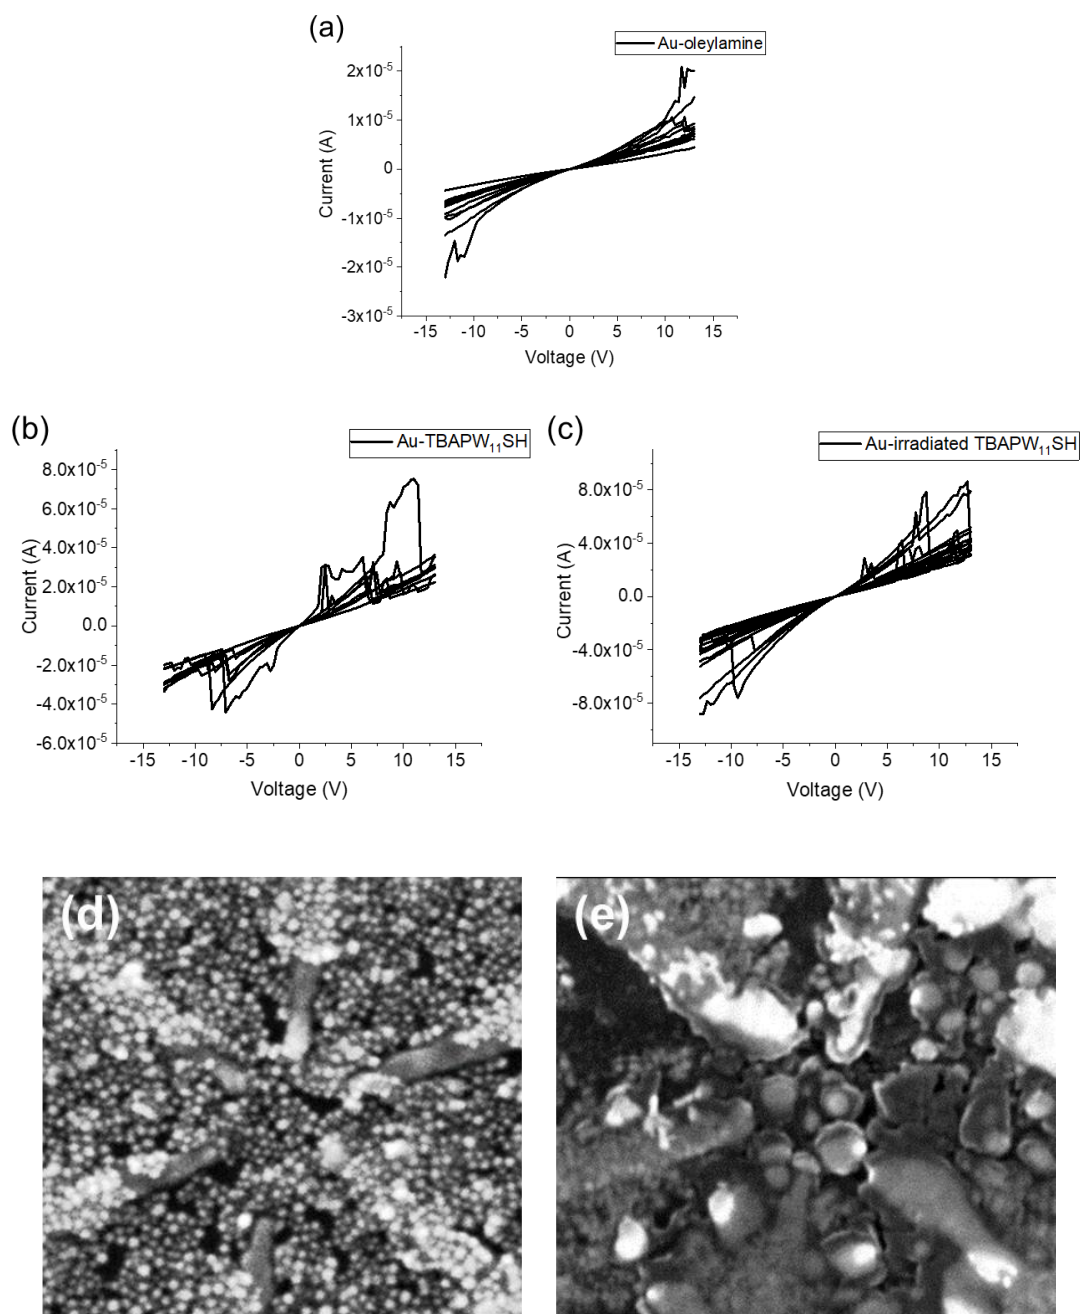 (a)
Au-oleylamine
2x10⁻⁵
1x10⁻⁵
0
-1x10⁻⁵
-2x10⁻⁵
-3x10⁻⁵
Current (A)
-15 -10 -5 0 5 10 15
Voltage (V)
(b)
Au-TBAPW₁₁SH
8.0x10⁻⁵
6.0x10⁻⁵
4.0x10⁻⁵
2.0x10⁻⁵
0.0
-2.0x10⁻⁵
-4.0x10⁻⁵
-6.0x10⁻⁵
Current (A)
-15 -10 -5 0 5 10 15
Voltage (V)
(c)
Au-irradiated TBAPW₁₁SH
8.0x10⁻⁵
4.0x10⁻⁵
0.0
-4.0x10⁻⁵
-8.0x10⁻⁵
Current (A)
-15 -10 -5 0 5 10 15
Voltage (V)
(d)
(e)